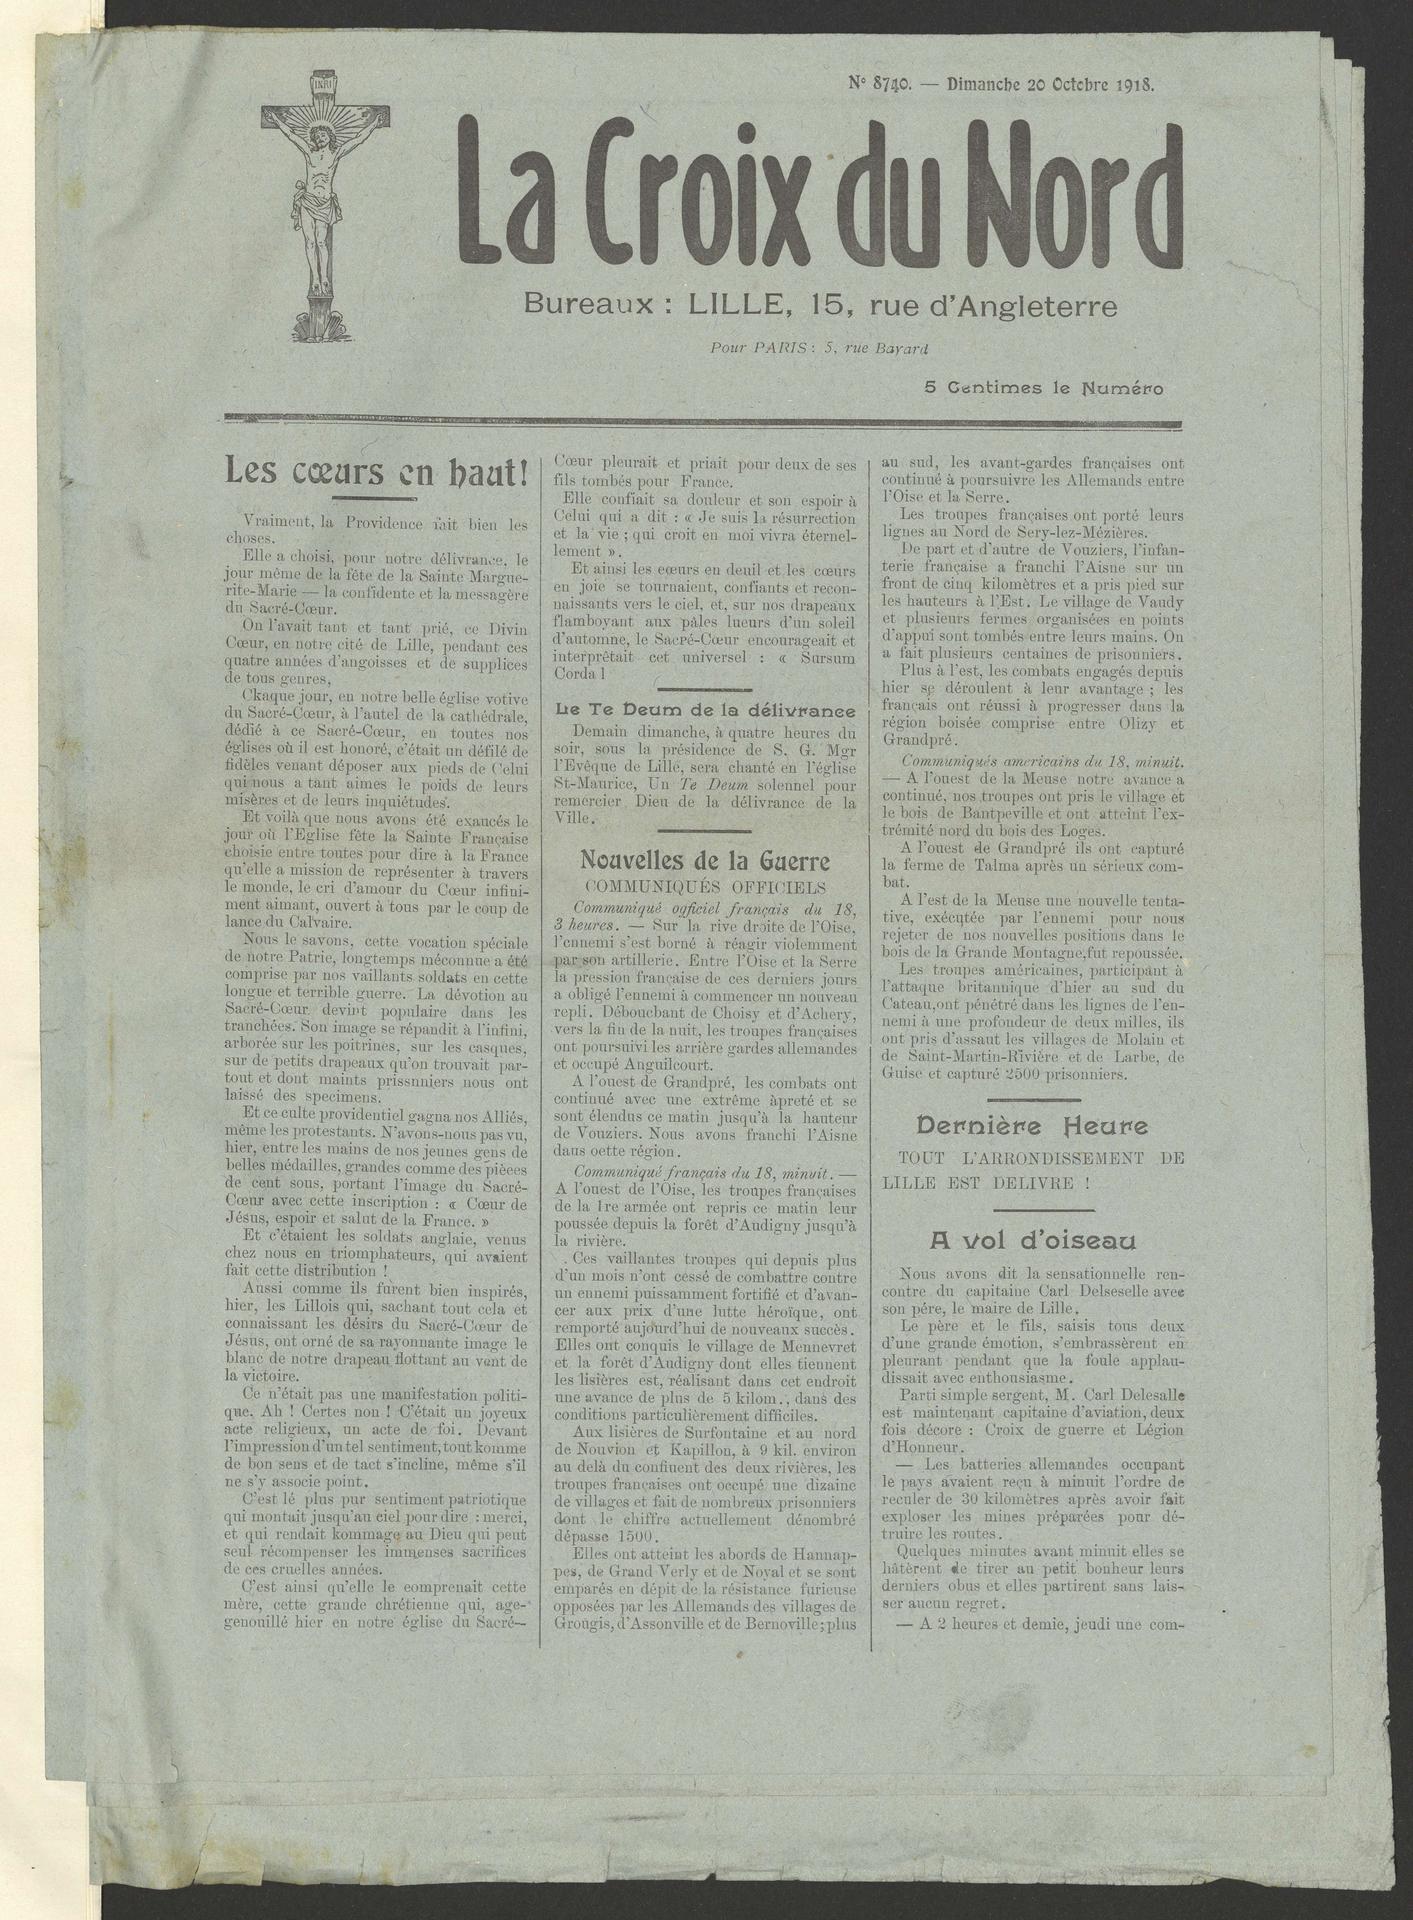 INRI
N° 8740. — Dimanche 20 Octobre 1918.
La Croix du Nord
Bureaux : LILLE, 15, rue d'Angleterre
Pour PARIS : 5, rue Bayard
5 Centimes le Numéro
Les cœurs en haut!
Vraiment, la Providence fait bien les
choses.
Elle a choisi, pour notre délivrance, le
jour même de la fête de la Sainte Margue-
rite-Marie — la confidente et la messagère
du Sacré-Cœur.
On l'avait tant et tant prié, ce Divin
Cœur, en notre cité de Lille, pendant ces
quatre années d'angoisses et de supplices
de tous genres,
Ckaque jour, en notre belle église votive
du Sacré-Cœur, à l'autel de la cathédrale,
dédié à ce Sacré-Cœur, en toutes nos
églises où il est honoré, c'était un défilé de
fidèles venant déposer aux pieds de Celui
qui nous a tant aimes le poids de leurs
misères et de leurs inquiétudes.
Et voilà que nous avons été exaucés le
jour où l'Eglise fête la Sainte Française
choisie entre toutes pour dire à la France
qu'elle a mission de représenter à travers
le monde, le cri d'amour du Cœur infini-
ment aimant, ouvert à tous par le coup de
lance du Calvaire.
Nous le savons, cette vocation spéciale
de notre Patrie, longtemps méconnue a été
comprise par nos vaillants soldats en cette
longue et terrible guerre. La dévotion au
Sacré-Cœur devint populaire dans les
tranchées. Son image se répandit à l'infini,
arborée sur les poitrines, sur les casques,
sur de petits drapeaux qu'on trouvait par-
tout et dont maints prissnniers nous ont
laissé des specimens.
Et ce culte providentiel gagna nos Alliés,
même les protestants. N'avons-nous pas vu,
hier, entre les mains de nos jeunes gens de
belles médailles, grandes comme des pièces
de cent sous, portant l'image du Sacré-
Cœur avec cette inscription : « Cœur de
Jésus, espoir et salut de la France. »
Et c'étaient les soldats anglaie, venus
chez nous en triomphateurs, qui avaient
fait cette distribution !
Aussi comme ils furent bien inspirés,
hier, les Lillois qui, sachant tout cela et
connaissant les désirs du Sacré-Cœur de
Jésus, ont orné de sa rayonnante image le
blanc de notre drapeau flottant au vent de
la victoire.
Ce n'était pas une manifestation politi-
que. Ah ! Certes non ! C'était un joyeux
acte religieux, un acte de foi. Devant
l'impression d'un tel sentiment, tout komme
de bon sens et de tact s'incline, même s'il
ne s'y associe point.
C'est lé plus pur sentiment patriotique
qui montait jusqu'au ciel pour dire : merci,
et qui rendait kommage au Dieu qui peut
seul récompenser les immenses sacrifices
de ces cruelles années.
C'est ainsi qu'elle le comprenait cette
mère, cette grande chrétienne qui, age-
genouillé hier en notre église du Sacré-
Cœur pleurait et priait pour deux de ses
fils tombés pour France.
Elle confiait sa douleur et son espoir à
Celui qui a dit : « Je suis la résurrection
et la vie ; qui croit en moi vivra éternel-
lement ».
Et ainsi les cœurs en deuil et les cœurs
en joie se tournaient, confiants et recon-
naissants vers le ciel, et, sur nos drapeaux
flamboyant aux pâles lueurs d'un soleil
d'automne, le Sacré-Cœur encourageait et
interprêtait cet universel : « Sursum
Corda !
Le Te Deum de la délivrance
Demain dimanche, à quatre heures du
soir, sous la présidence de S. G. Mgr
l'Evêque de Lille, sera chanté en l'église
St-Maurice, Un Te Deum solennel pour
remercier Dieu de la délivrance de la
Ville.
Nouvelles de la Guerre
COMMUNIQUÉS OFFICIELS
Communiqué officiel français du 18,
3 heures. — Sur la rive droite de l'Oise,
l'ennemi s'est borné à réagir violemment
par son artillerie. Entre l'Oise et la Serre
la pression française de ces derniers jours
a obligé l'ennemi à commencer un nouveau
repli. Débouchant de Choisy et d'Achery,
vers la fin de la nuit, les troupes françaises
ont poursuivi les arrière gardes allemandes
et occupé Anguilcourt.
A l'ouest de Grandpré, les combats ont
continué avec une extrême âpreté et se
sont élendus ce matin jusqu'à la hauteur
de Vouziers. Nous avons franchi l'Aisne
dans oette région.
Communiqué français du 18, minuit. —
A l'ouest de l'Oise, les troupes françaises
de la 1re armée ont repris ce matin leur
poussée depuis la forêt d'Audigny jusqu'à
la rivière.
Ces vaillantes troupes qui depuis plus
d'un mois n'ont cessé de combattre contre
un ennemi puissamment fortifié et d'avan-
cer aux prix d'une lutte héroïque, ont
remporté aujourd'hui de nouveaux succès.
Elles ont conquis le village de Mennevret
et la forêt d'Audigny dont elles tiennent
les lisières est, réalisant dans cet endroit
une avance de plus de 5 kilom., dans des
conditions particulièrement difficiles.
Aux lisières de Surfontaine et au nord
de Nouvion et Kapillon, à 9 kil. environ
au delà du confluent des deux rivières, les
troupes françaises ont occupé une dizaine
de villages et fait de nombreux prisonniers
dont le chiffre actuellement dénombré
dépasse 1500.
Elles ont atteint les abords de Hannap-
pes, de Grand Verly et de Noyal et se sont
emparés en dépit de la résistance furieuse
opposées par les Allemands des villages de
Grougis, d'Assonville et de Bernoville ; plus
au sud, les avant-gardes françaises ont
continué à poursuivre les Allemands entre
l'Oise et la Serre.
Les troupes françaises ont porté leurs
lignes au Nord de Sery-lez-Mézières.
De part et d'autre de Vouziers, l'infan-
terie française a franchi l'Aisne sur un
front de cinq kilomètres et a pris pied sur
les hauteurs à l'Est. Le village de Vaudy
et plusieurs fermes organisées en points
d'appui sont tombés entre leurs mains. On
a fait plusieurs centaines de prisonniers.
Plus à l'est, les combats engagés depuis
hier se déroulent à leur avantage ; les
français ont réussi à progresser dans la
région boisée comprise entre Olizy et
Grandpré.
Communiqués americains du 18, minuit.
— A l'ouest de la Meuse notre avance a
continué, nos troupes ont pris le village et
le bois de Bantpeville et ont atteint l'ex-
trémité nord du bois des Loges.
A l'ouest de Grandpré ils ont capturé
la ferme de Talma après un sérieux com-
bat.
A l'est de la Meuse une nouvelle tenta-
tive, exécutée par l'ennemi pour nous
rejeter de nos nouvelles positions dans le
bois de la Grande Montagne, fut repoussée.
Les troupes américaines, participant à
l'attaque britannique d'hier au sud du
Cateau, ont pénétré dans les lignes de l'en-
nemi à une profondeur de deux milles, ils
ont pris d'assaut les villages de Molain et
de Saint-Martin-Rivière et de Larbe, de
Guise et capturé 2500 prisonniers.
Dernière Heure
TOUT L'ARRONDISSEMENT DE
LILLE EST DELIVRE !
A vol d'oiseau
Nous avons dit la sensationnelle ren-
contre du capitaine Carl Delseselle avec
son pére, le maire de Lille.
Le père et le fils, saisis tous deux
d'une grande émotion, s'embrassèrent en
pleurant pendant que la foule applau-
dissait avec enthousiasme.
Parti simple sergent, M. Carl Delesalle
est maintenant capitaine d'aviation, deux
fois décore : Croix de guerre et Légion
d'Honneur.
— Les batteries allemandes occupant
le pays avaient reçu à minuit l'ordre de
reculer de 30 kilomètres après avoir fait
exploser les mines préparées pour dé-
truire les routes.
Quelques minutes avant minuit elles se
hâtèrent de tirer au petit bonheur leurs
derniers obus et elles partirent sans lais-
ser aucun regret.
— A 2 heures et demie, jeudi une com-